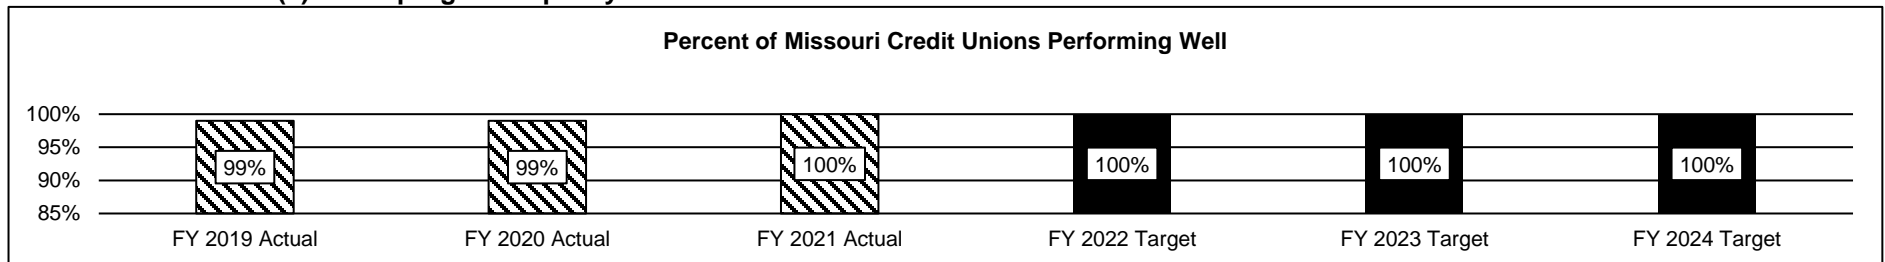 Percent of Missouri Credit Unions Performing Well
100%
95%
90%
85%
99%
99%
100%
100%
100%
100%
FY 2019 Actual
FY 2020 Actual
FY 2021 Actual
FY 2022 Target
FY 2023 Target
FY 2024 Target